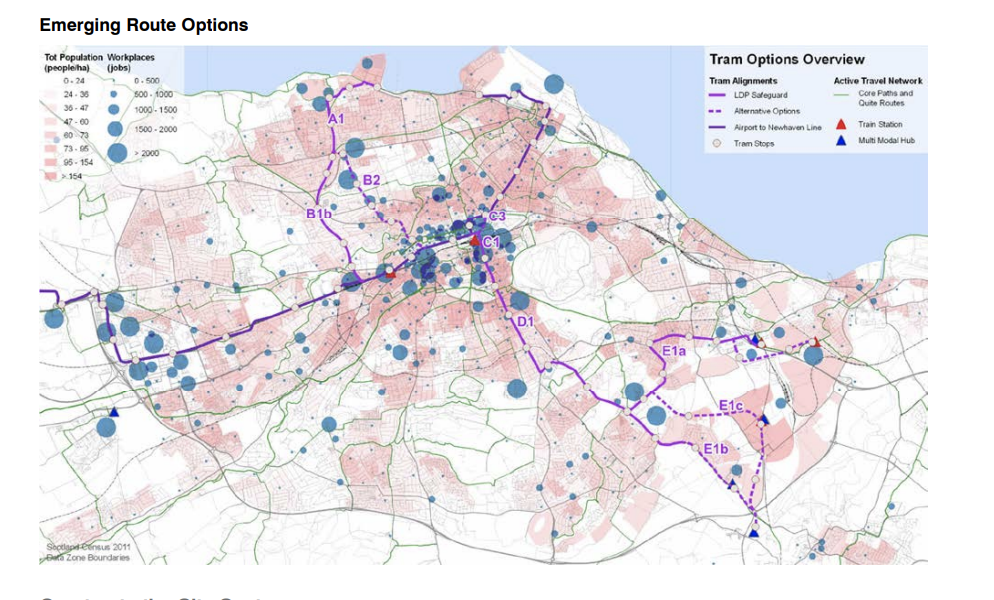 Emerging Route Options
Tot Population Workplaces
(people/ha) (jobs)
0 - 24 0 - 500
24 - 36 500 - 1000
36 - 47 1000 - 1500
47 - 60 1500 - 2000
60 - 73
73 - 95 > 2000
95 - 154
> 154
Tram Options Overview
Tram Alignments Active Travel Network
LDP Safeguard Core Paths and
Quite Routes
Alternative Options
Airport to Newhaven Line Train Station
Tram Stops Multi Modal Hub
A1
B2
B1b
C3
C1
D1
E1a
E1c
E1b
Scotland Census 2011
Data Zone Boundaries